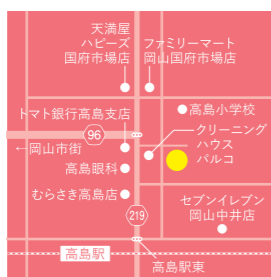 天満屋
ハピーズ
国府市場店
ファミリーマート
岡山国府市場店
トマト銀行高島支店
高島小学校
96
クリーニング
ハウス
パルコ
←岡山市街
高島眼科
むらさき高島店
セブンイレブン
岡山中井店
219
高島駅
高島駅東